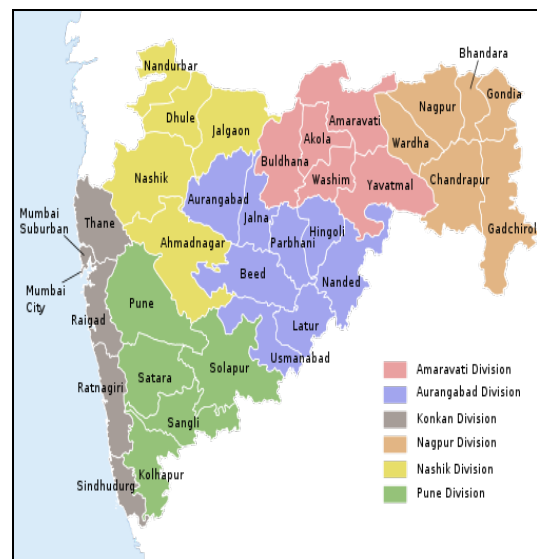 Bhandara
Nandurbar
Nagpur
Gondia
Dhule
Jalgaon
Amaravati
Akola
Wardha
Buldhana
Nashik
Washim
Yavatmal
Chandrapur
Aurangabad
Mumbai
Suburban
Thane
Jalna
Hingoli
Parbhani
Gadchirol
Ahmadnagar
Beed
Nanded
Mumbai
City
Pune
Raigad
Latur
Usmanabad
Solapur
Satara
Ratnagiri
Sangli
Kolhapur
Sindhudurg
Amaravati Division
Aurangabad Division
Konkan Division
Nagpur Division
Nashik Division
Pune Division